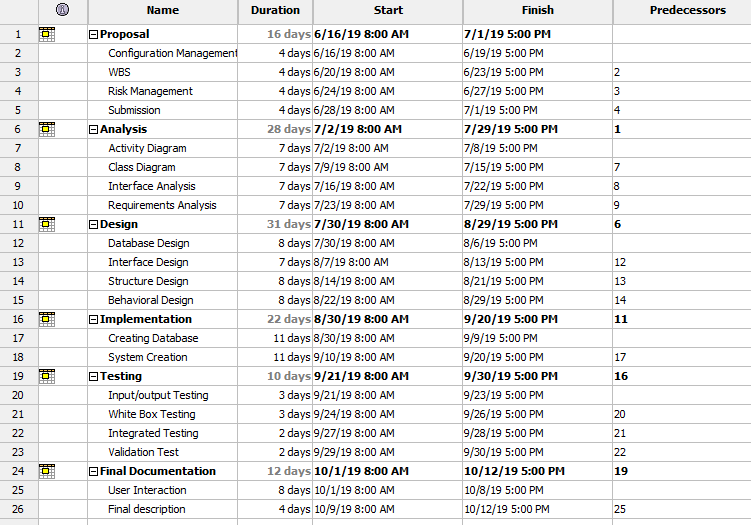 Name Duration Start Finish Predecessors
1 Proposal 16 days 6/16/19 8:00 AM 7/1/19 5:00 PM
2 Configuration Management 4 days 6/16/19 8:00 AM 6/19/19 5:00 PM
3 WBS 4 days 6/20/19 8:00 AM 6/23/19 5:00 PM 2
4 Risk Management 4 days 6/24/19 8:00 AM 6/27/19 5:00 PM 3
5 Submission 4 days 6/28/19 8:00 AM 7/1/19 5:00 PM 4
6 Analysis 28 days 7/2/19 8:00 AM 7/29/19 5:00 PM 1
7 Activity Diagram 7 days 7/2/19 8:00 AM 7/8/19 5:00 PM
8 Class Diagram 7 days 7/9/19 8:00 AM 7/15/19 5:00 PM 7
9 Interface Analysis 7 days 7/16/19 8:00 AM 7/22/19 5:00 PM 8
10 Requirements Analysis 7 days 7/23/19 8:00 AM 7/29/19 5:00 PM 9
11 Design 31 days 7/30/19 8:00 AM 8/29/19 5:00 PM 6
12 Database Design 8 days 7/30/19 8:00 AM 8/6/19 5:00 PM
13 Interface Design 7 days 8/7/19 8:00 AM 8/13/19 5:00 PM 12
14 Structure Design 8 days 8/14/19 8:00 AM 8/21/19 5:00 PM 13
15 Behavioral Design 8 days 8/22/19 8:00 AM 8/29/19 5:00 PM 14
16 Implementation 22 days 8/30/19 8:00 AM 9/20/19 5:00 PM 11
17 Creating Database 11 days 8/30/19 8:00 AM 9/9/19 5:00 PM
18 System Creation 11 days 9/10/19 8:00 AM 9/20/19 5:00 PM 17
19 Testing 10 days 9/21/19 8:00 AM 9/30/19 5:00 PM 16
20 Input/output Testing 3 days 9/21/19 8:00 AM 9/23/19 5:00 PM
21 White Box Testing 3 days 9/24/19 8:00 AM 9/26/19 5:00 PM 20
22 Integrated Testing 2 days 9/27/19 8:00 AM 9/28/19 5:00 PM 21
23 Validation Test 2 days 9/29/19 8:00 AM 9/30/19 5:00 PM 22
24 Final Documentation 12 days 10/1/19 8:00 AM 10/12/19 5:00 PM 19
25 User Interaction 8 days 10/1/19 8:00 AM 10/8/19 5:00 PM
26 Final description 4 days 10/9/19 8:00 AM 10/12/19 5:00 PM 25